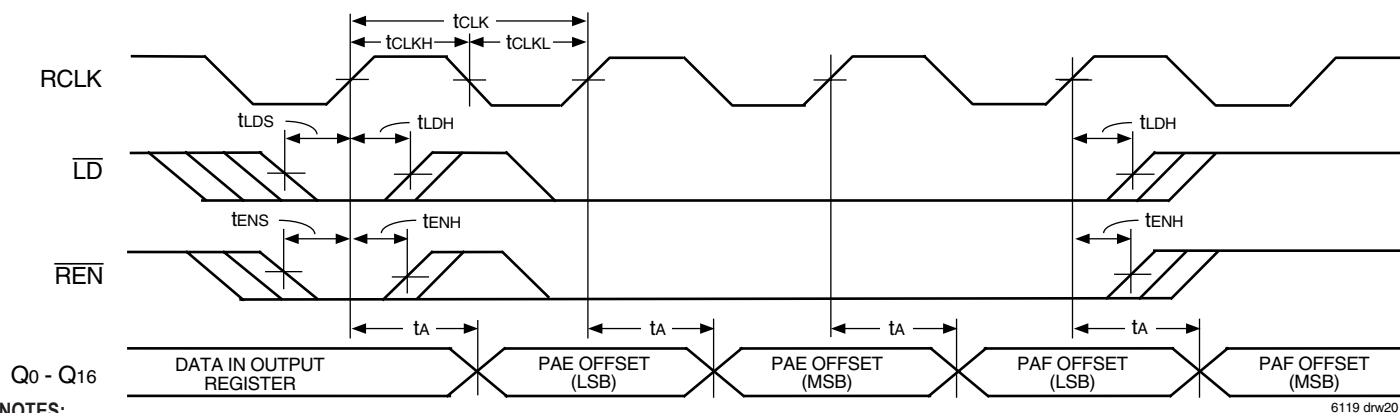 tCLK
tCLKH tCLKL
RCLK
tLDS tLDH tLDH
LD
tENS tENH tENH
REN
tA tA tA tA
Q0 - Q16
DATA IN OUTPUT
REGISTER
PAE OFFSET
(LSB)
PAE OFFSET
(MSB)
PAF OFFSET
(LSB)
PAF OFFSET
(MSB)
NOTES:
6119 drw20